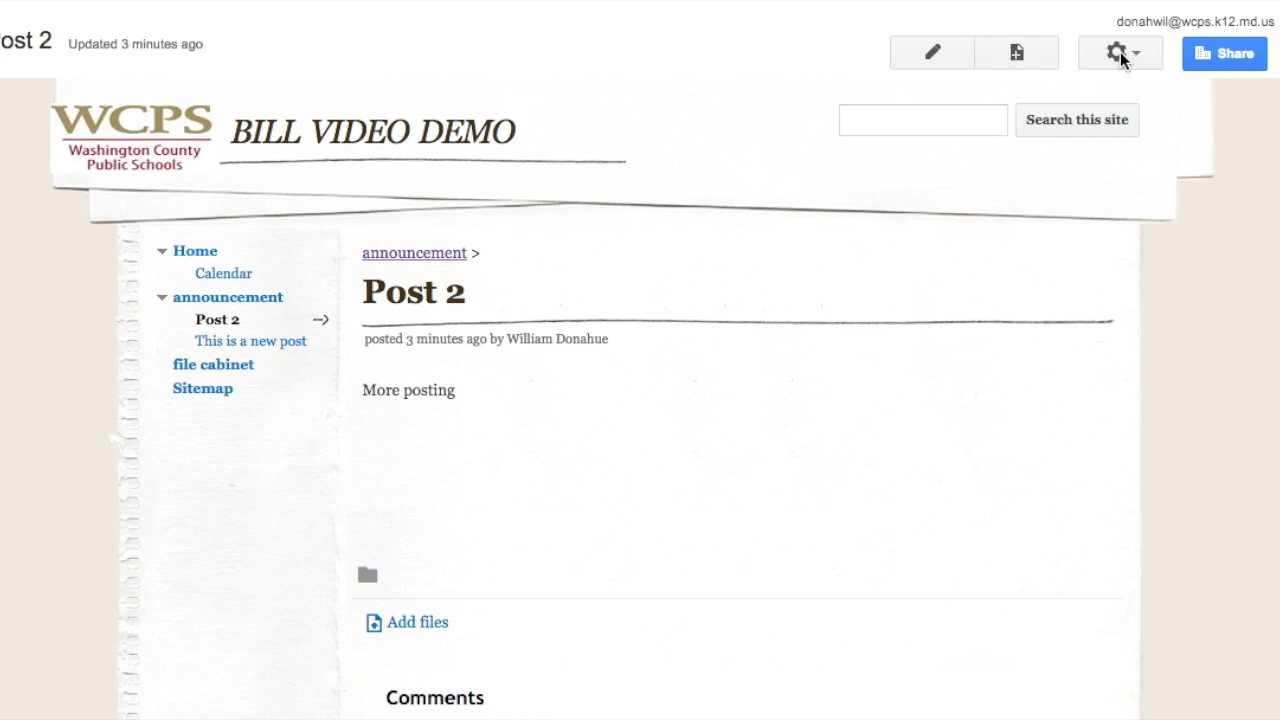 donahwil@wcps.k12.md.us
ost 2 Updated 3 minutes ago
Share
WCPS
Washington County
Public Schools
BILL VIDEO DEMO
Search this site
Home
Calendar
announcement
Post 2
This is a new post
file cabinet
Sitemap
announcement >
Post 2
posted 3 minutes ago by William Donahue
More posting
Add files
Comments